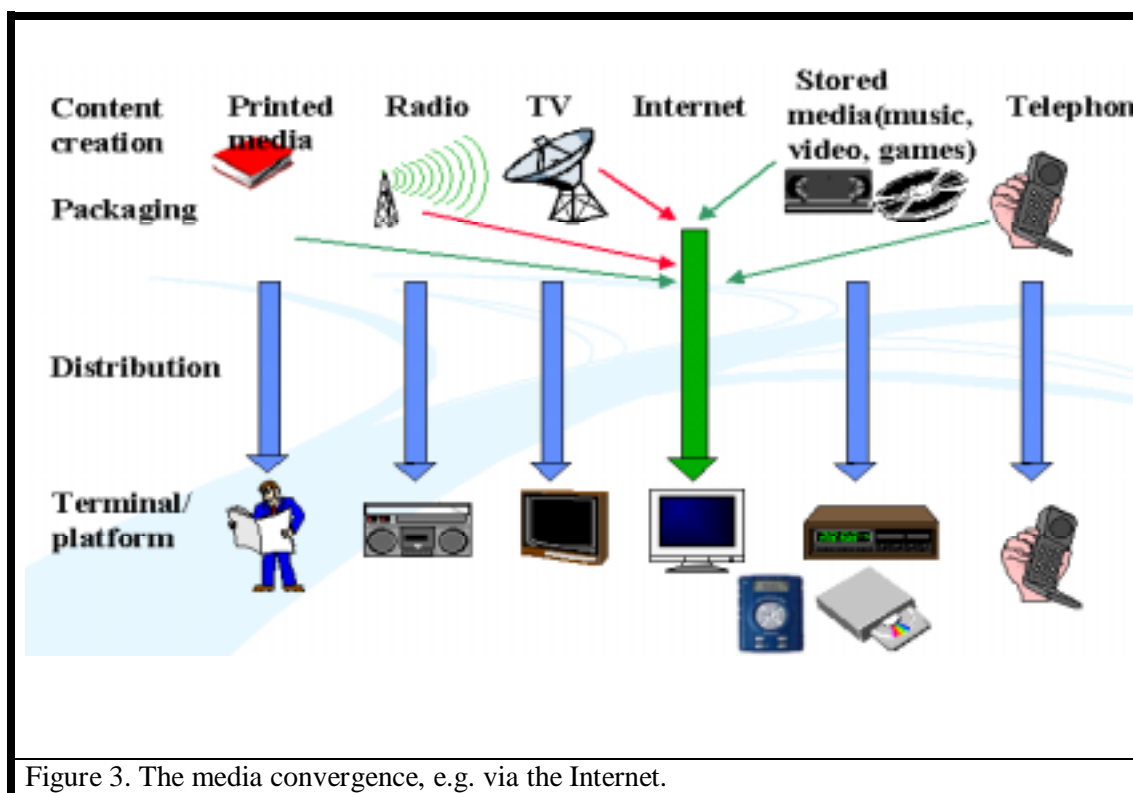 Content
creation
Printed
media
Radio
TV
Internet
Stored
media(music,
video, games)
Telephon
Packaging
Distribution
Terminal/
platform
Figure 3. The media convergence, e.g. via the Internet.